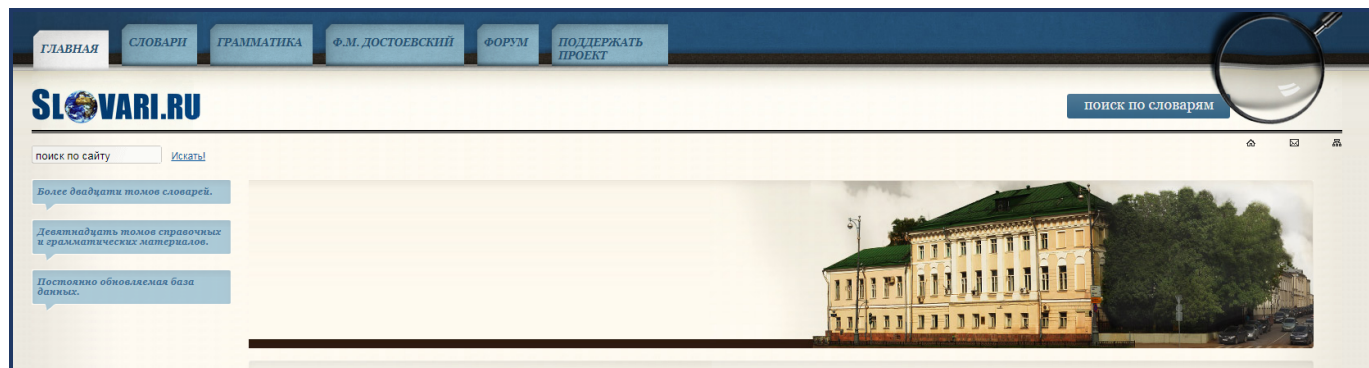 ГЛАВНАЯ
СЛОВАРИ
ГРАММАТИКА
Ф.М. ДОСТОЕВСКИЙ
ФОРУМ
ПОДДЕРЖАТЬ
ПРОЕКТ
SLOVARI.RU
поиск по словарям
поиск по сайту
Искать!
Более двадцати томов словарей.
Девятнадцать томов справочных
и грамматических материалов.
Постоянно обновляемая база
данных.